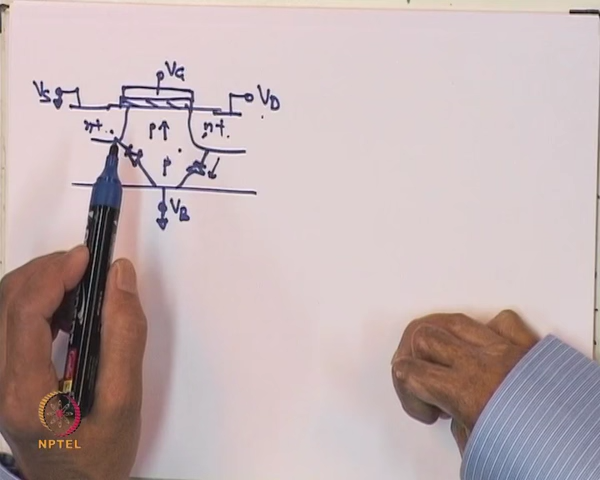 VG
VS
VD
n+. p↑ n+.
p
VB
NPTEL